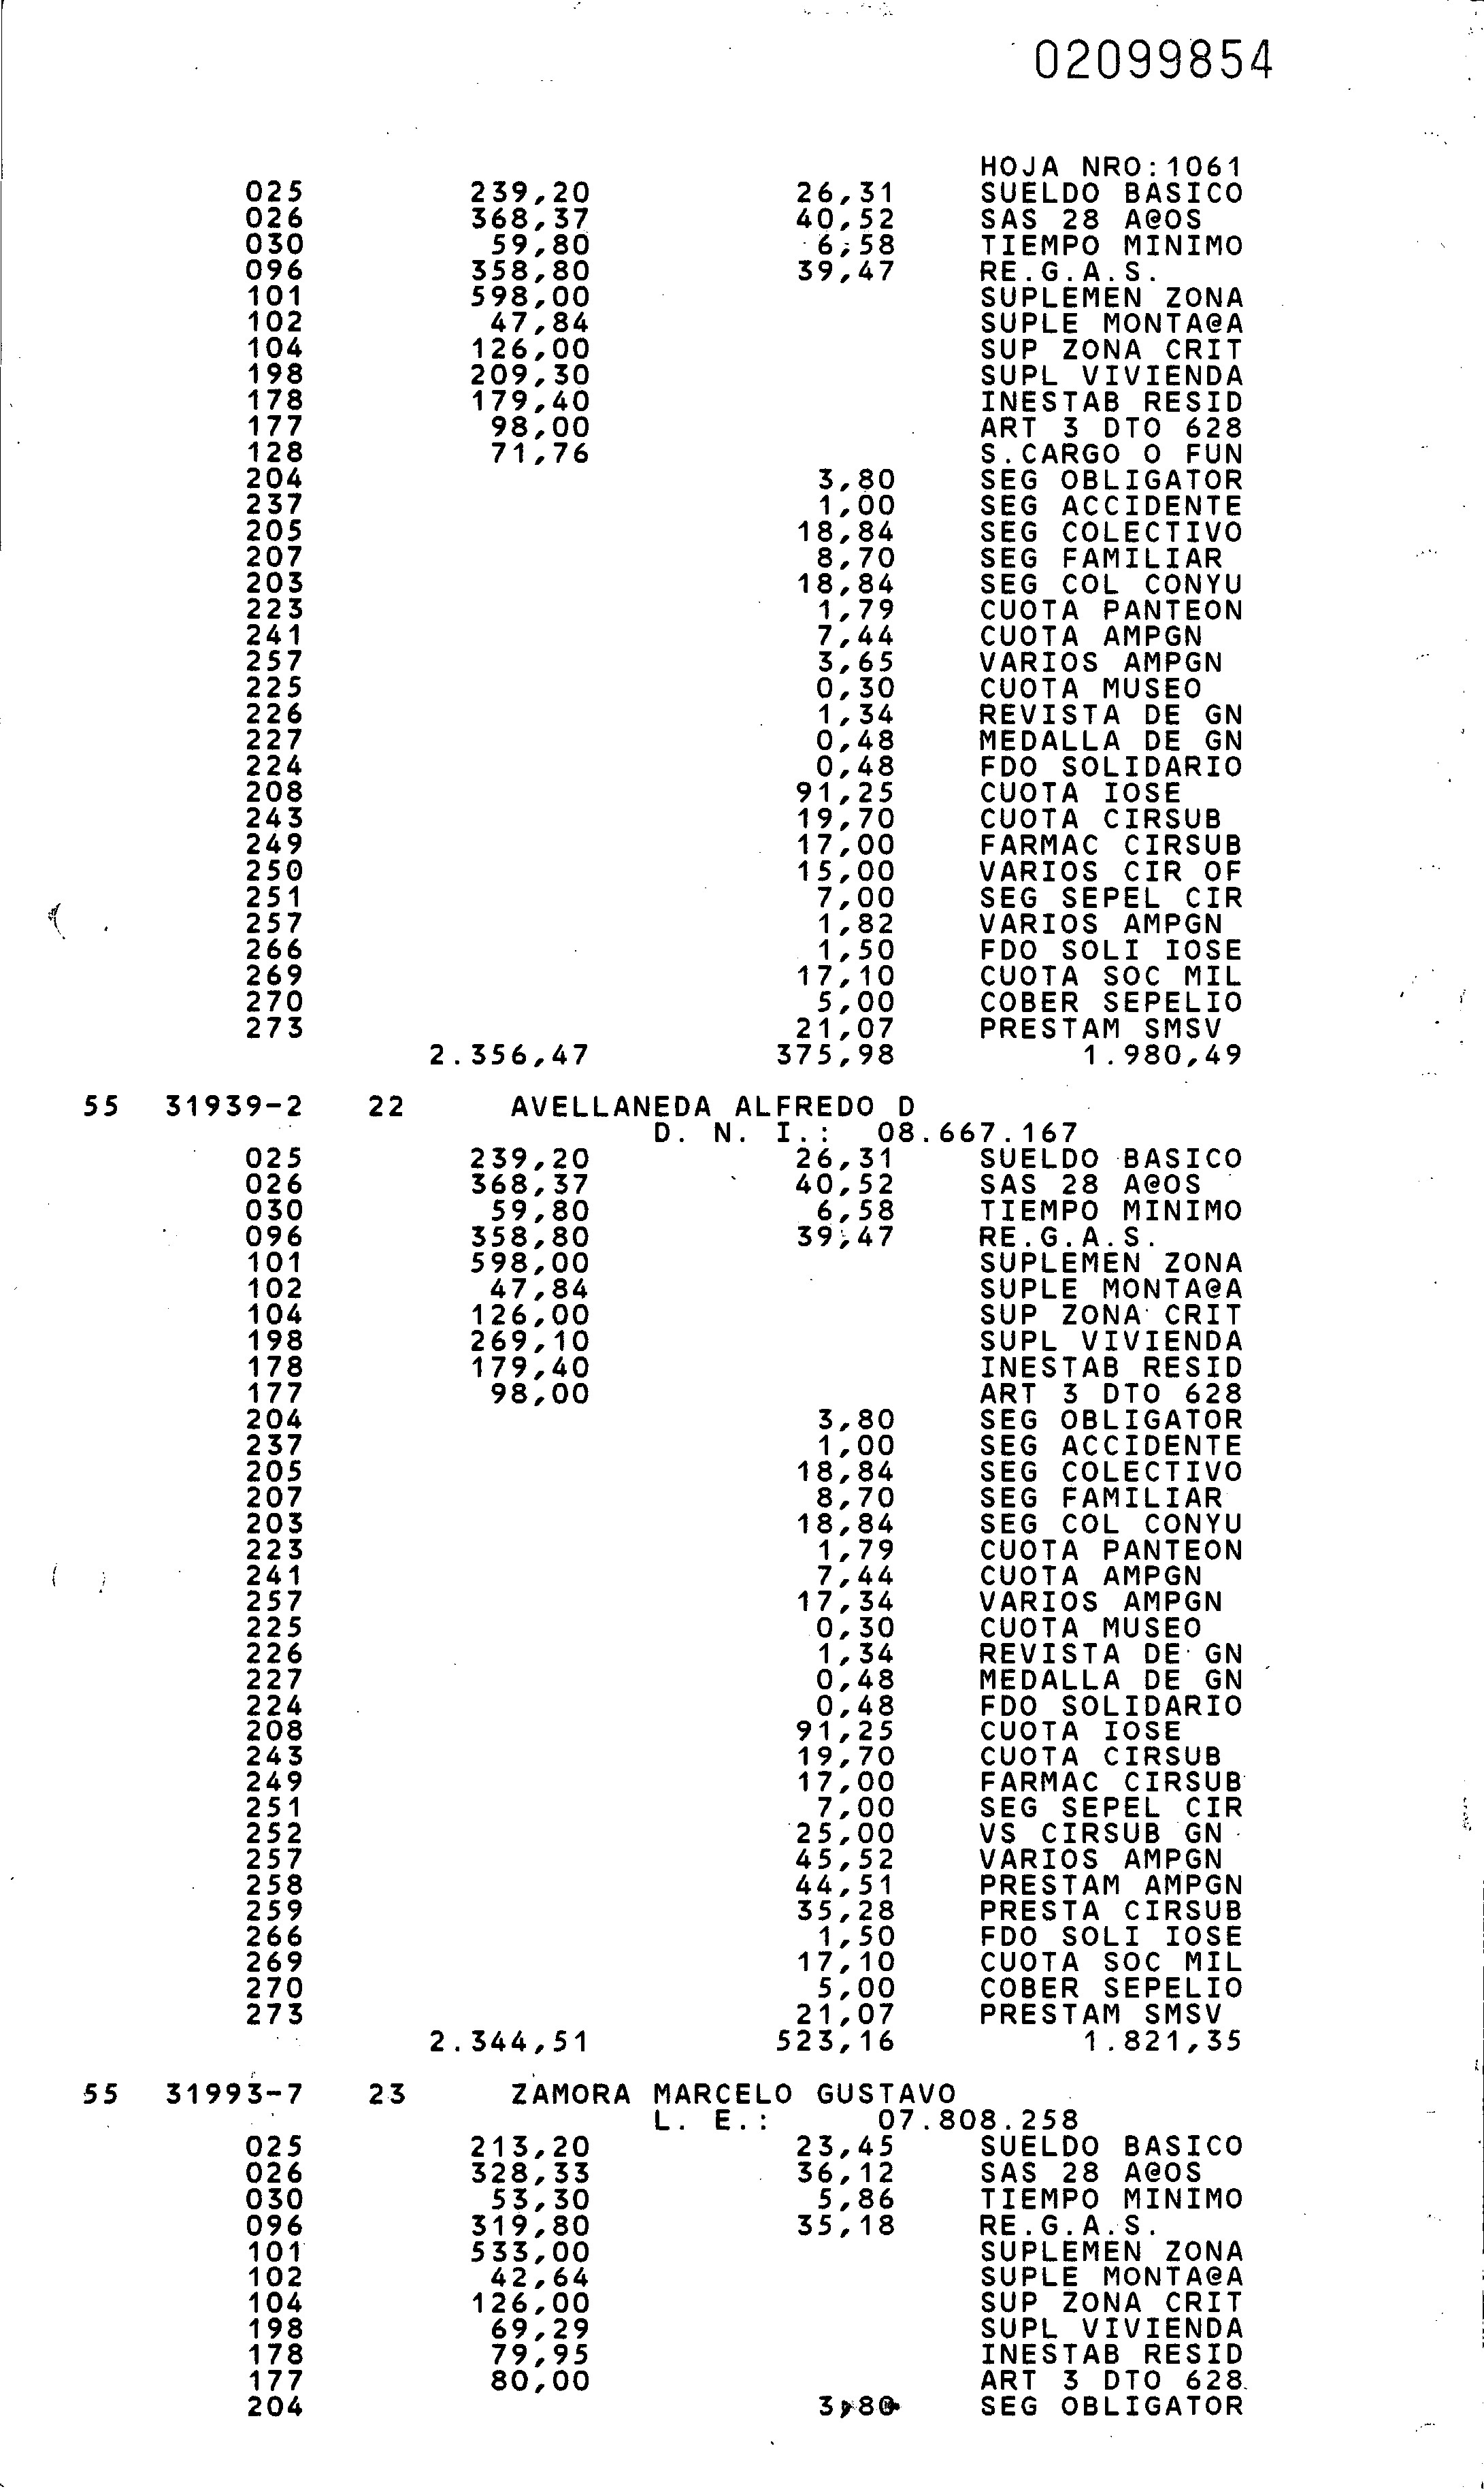 02099854
HOJA NRO:1061
025 239,20 26,31 SUELDO BASICO
026 368,37 40,52 SAS 28 A@OS
030 59,80 6,58 TIEMPO MINIMO
096 358,80 39,47 RE.G.A.S.
101 598,00 SUPLEMEN ZONA
102 47,84 SUPLE MONTA@A
104 126,00 SUP ZONA CRIT
198 209,30 SUPL VIVIENDA
178 179,40 INESTAB RESID
177 98,00 ART 3 DTO 628
128 71,76 S.CARGO O FUN
204 3,80 SEG OBLIGATOR
237 1,00 SEG ACCIDENTE
205 18,84 SEG COLECTIVO
207 8,70 SEG FAMILIAR
203 18,84 SEG COL CONYU
223 1,79 CUOTA PANTEON
241 7,44 CUOTA AMPGN
257 3,65 VARIOS AMPGN
225 0,30 CUOTA MUSEO
226 1,34 REVISTA DE GN
227 0,48 MEDALLA DE GN
224 0,48 FDO SOLIDARIO
208 91,25 CUOTA IOSE
243 19,70 CUOTA CIRSUB
249 17,00 FARMAC CIRSUB
250 15,00 VARIOS CIR OF
251 7,00 SEG SEPEL CIR
257 1,82 VARIOS AMPGN
266 1,50 FDO SOLI IOSE
269 17,10 CUOTA SOC MIL
270 5,00 COBER SEPELIO
273 21,07 PRESTAM SMSV
2.356,47 375,98 1.980,49
55 31939-2 22 AVELLANEDA ALFREDO D
D. N. I.: 08.667.167
025 239,20 26,31 SUELDO BASICO
026 368,37 40,52 SAS 28 A@OS
030 59,80 6,58 TIEMPO MINIMO
096 358,80 39,47 RE.G.A.S.
101 598,00 SUPLEMEN ZONA
102 47,84 SUPLE MONTA@A
104 126,00 SUP ZONA CRIT
198 269,10 SUPL VIVIENDA
178 179,40 INESTAB RESID
177 98,00 ART 3 DTO 628
204 3,80 SEG OBLIGATOR
237 1,00 SEG ACCIDENTE
205 18,84 SEG COLECTIVO
207 8,70 SEG FAMILIAR
203 18,84 SEG COL CONYU
223 1,79 CUOTA PANTEON
241 7,44 CUOTA AMPGN
257 17,34 VARIOS AMPGN
225 0,30 CUOTA MUSEO
226 1,34 REVISTA DE GN
227 0,48 MEDALLA DE GN
224 0,48 FDO SOLIDARIO
208 91,25 CUOTA IOSE
243 19,70 CUOTA CIRSUB
249 17,00 FARMAC CIRSUB
251 7,00 SEG SEPEL CIR
252 25,00 VS CIRSUB GN
257 45,52 VARIOS AMPGN
258 44,51 PRESTAM AMPGN
259 35,28 PRESTA CIRSUB
266 1,50 FDO SOLI IOSE
269 17,10 CUOTA SOC MIL
270 5,00 COBER SEPELIO
273 21,07 PRESTAM SMSV
2.344,51 523,16 1.821,35
55 31993-7 23 ZAMORA MARCELO GUSTAVO
L. E.: 07.808.258
025 213,20 23,45 SUELDO BASICO
026 328,33 36,12 SAS 28 A@OS
030 53,30 5,86 TIEMPO MINIMO
096 319,80 35,18 RE.G.A.S.
101 533,00 SUPLEMEN ZONA
102 42,64 SUPLE MONTA@A
104 126,00 SUP ZONA CRIT
198 69,29 SUPL VIVIENDA
178 79,95 INESTAB RESID
177 80,00 ART 3 DTO 628
204 3,80 SEG OBLIGATOR